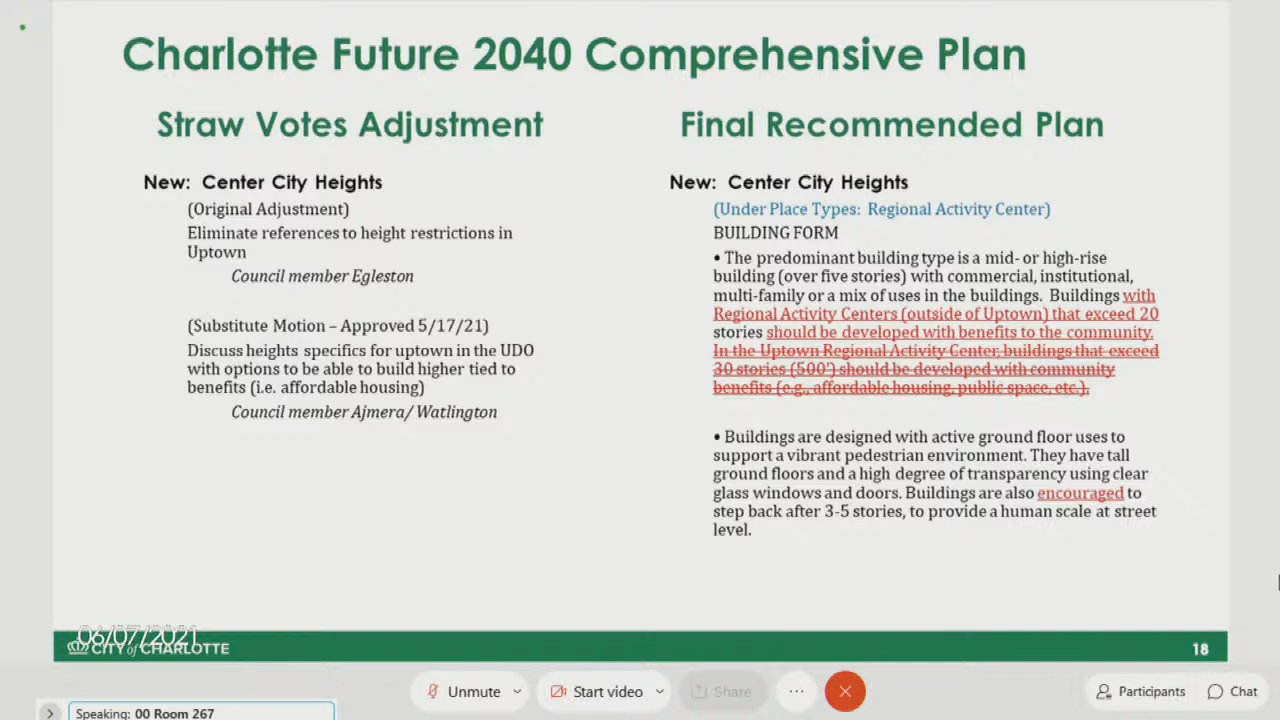 Charlotte Future 2040 Comprehensive Plan
Straw Votes Adjustment
New: Center City Heights
(Original Adjustment)
Eliminate references to height restrictions in
Uptown
Council member Egleston
(Substitute Motion – Approved 5/17/21)
Discuss heights specifics for uptown in the UDO
with options to be able to build higher tied to
benefits (i.e. affordable housing)
Council member Ajmera/ Watlington
Final Recommended Plan
New: Center City Heights
(Under Place Types: Regional Activity Center)
BUILDING FORM
• The predominant building type is a mid- or high-rise
building (over five stories) with commercial, institutional,
multi-family or a mix of uses in the buildings. Buildings with
Regional Activity Centers (outside of Uptown) that exceed 20
stories should be developed with benefits to the community.
In the Uptown Regional Activity Center, buildings that exceed
30 stories (500') should be developed with community
benefits (e.g., affordable housing, public space, etc.).
• Buildings are designed with active ground floor uses to
support a vibrant pedestrian environment. They have tall
ground floors and a high degree of transparency using clear
glass windows and doors. Buildings are also encouraged to
step back after 3-5 stories, to provide a human scale at street
level.
06/07/2021
CITY of CHARLOTTE
18
Unmute
Start video
Share
Participants
Chat
Speaking: 00 Room 267